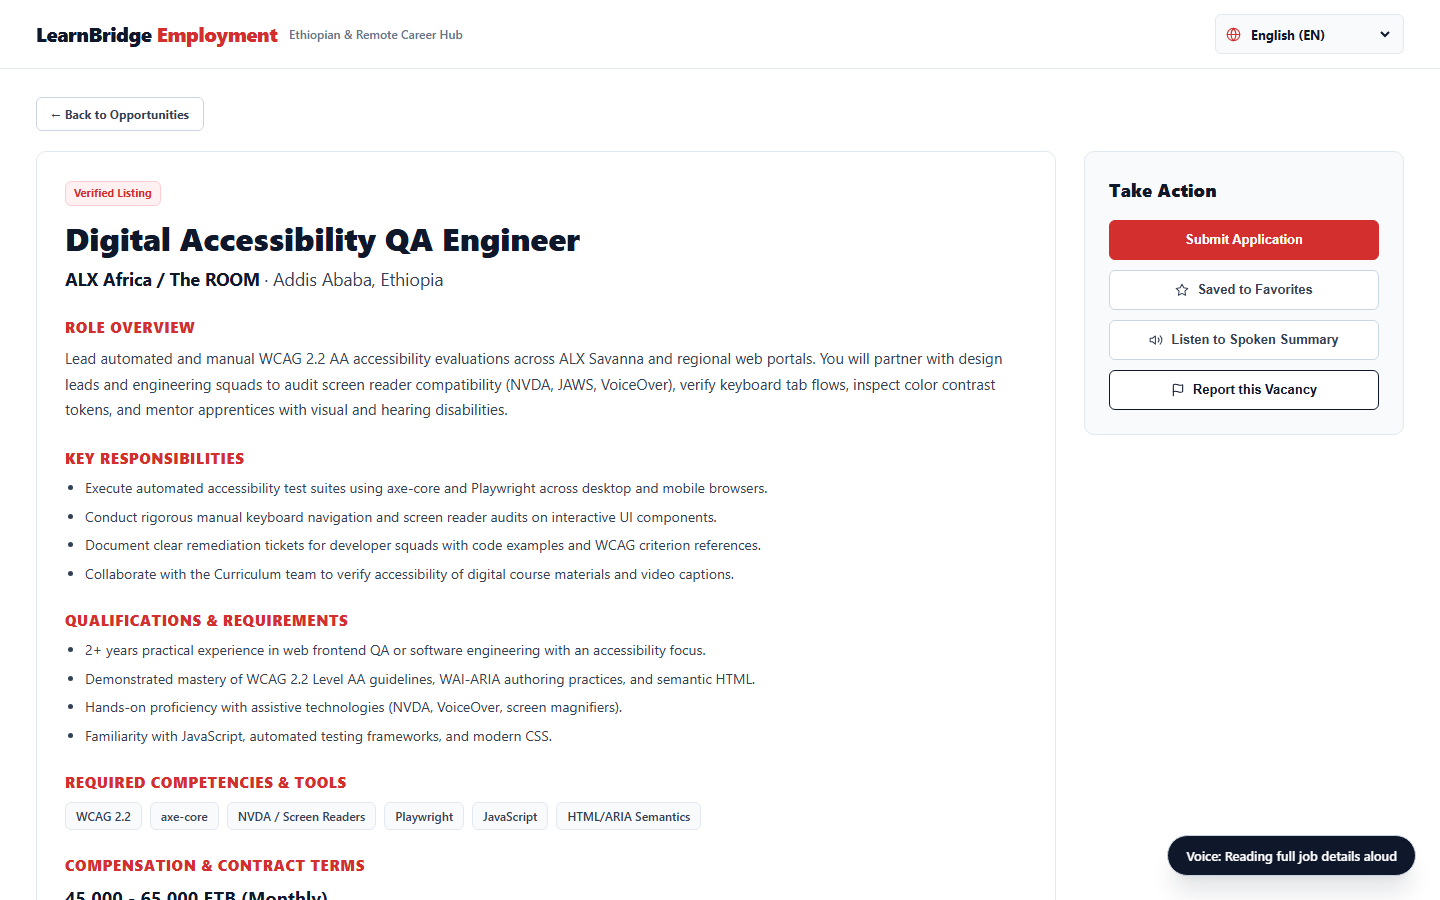 LearnBridge Employment Ethiopian & Remote Career Hub
English (EN)
← Back to Opportunities
Verified Listing
Digital Accessibility QA Engineer
ALX Africa / The ROOM · Addis Ababa, Ethiopia
ROLE OVERVIEW
Lead automated and manual WCAG 2.2 AA accessibility evaluations across ALX Savanna and regional web portals. You will partner with design
leads and engineering squads to audit screen reader compatibility (NVDA, JAWS, VoiceOver), verify keyboard tab flows, inspect color contrast
tokens, and mentor apprentices with visual and hearing disabilities.
KEY RESPONSIBILITIES
• Execute automated accessibility test suites using axe-core and Playwright across desktop and mobile browsers.
• Conduct rigorous manual keyboard navigation and screen reader audits on interactive UI components.
• Document clear remediation tickets for developer squads with code examples and WCAG criterion references.
• Collaborate with the Curriculum team to verify accessibility of digital course materials and video captions.
QUALIFICATIONS & REQUIREMENTS
• 2+ years practical experience in web frontend QA or software engineering with an accessibility focus.
• Demonstrated mastery of WCAG 2.2 Level AA guidelines, WAI-ARIA authoring practices, and semantic HTML.
• Hands-on proficiency with assistive technologies (NVDA, VoiceOver, screen magnifiers).
• Familiarity with JavaScript, automated testing frameworks, and modern CSS.
REQUIRED COMPETENCIES & TOOLS
WCAG 2.2 axe-core NVDA / Screen Readers Playwright JavaScript HTML/ARIA Semantics
COMPENSATION & CONTRACT TERMS
45,000 - 65,000 ETB (Monthly)
Take Action
Submit Application
Saved to Favorites
Listen to Spoken Summary
Report this Vacancy
Voice: Reading full job details aloud